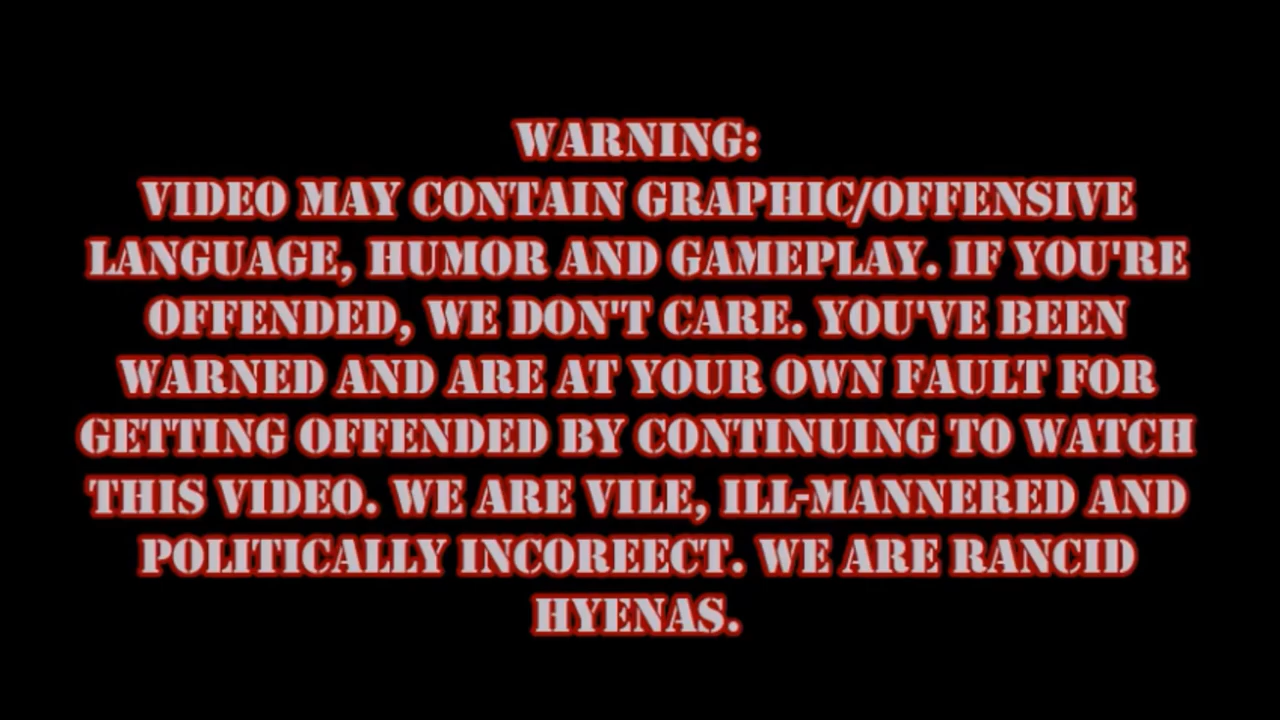 WARNING:
VIDEO MAY CONTAIN GRAPHIC/OFFENSIVE
LANGUAGE, HUMOR AND GAMEPLAY. IF YOU'RE
OFFENDED, WE DON'T CARE. YOU'VE BEEN
WARNED AND ARE AT YOUR OWN FAULT FOR
GETTING OFFENDED BY CONTINUING TO WATCH
THIS VIDEO. WE ARE VILE, ILL-MANNERED AND
POLITICALLY INCOREECT. WE ARE RANCID
HYENAS.